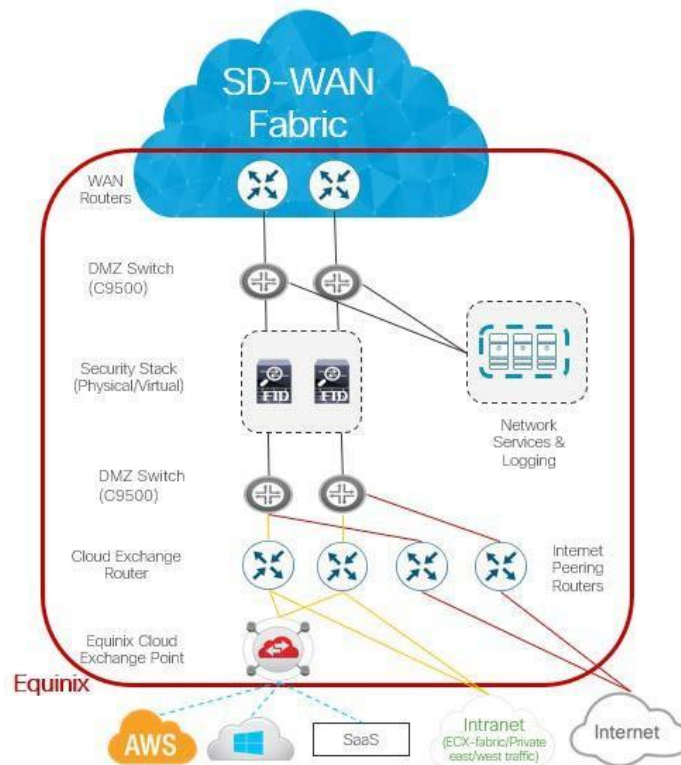 SD-WAN
Fabric
WAN
Routers
DMZ Switch
(C9500)
Security Stack
(Physical/Virtual)
FTD
FTD
Network
Services &
Logging
DMZ Switch
(C9500)
Cloud Exchange
Router
Internet
Peering
Routers
Equinix Cloud
Exchange Point
Equinix
AWS
SaaS
Intranet
(ECX-fabric/Private
east/west traffic)
Internet